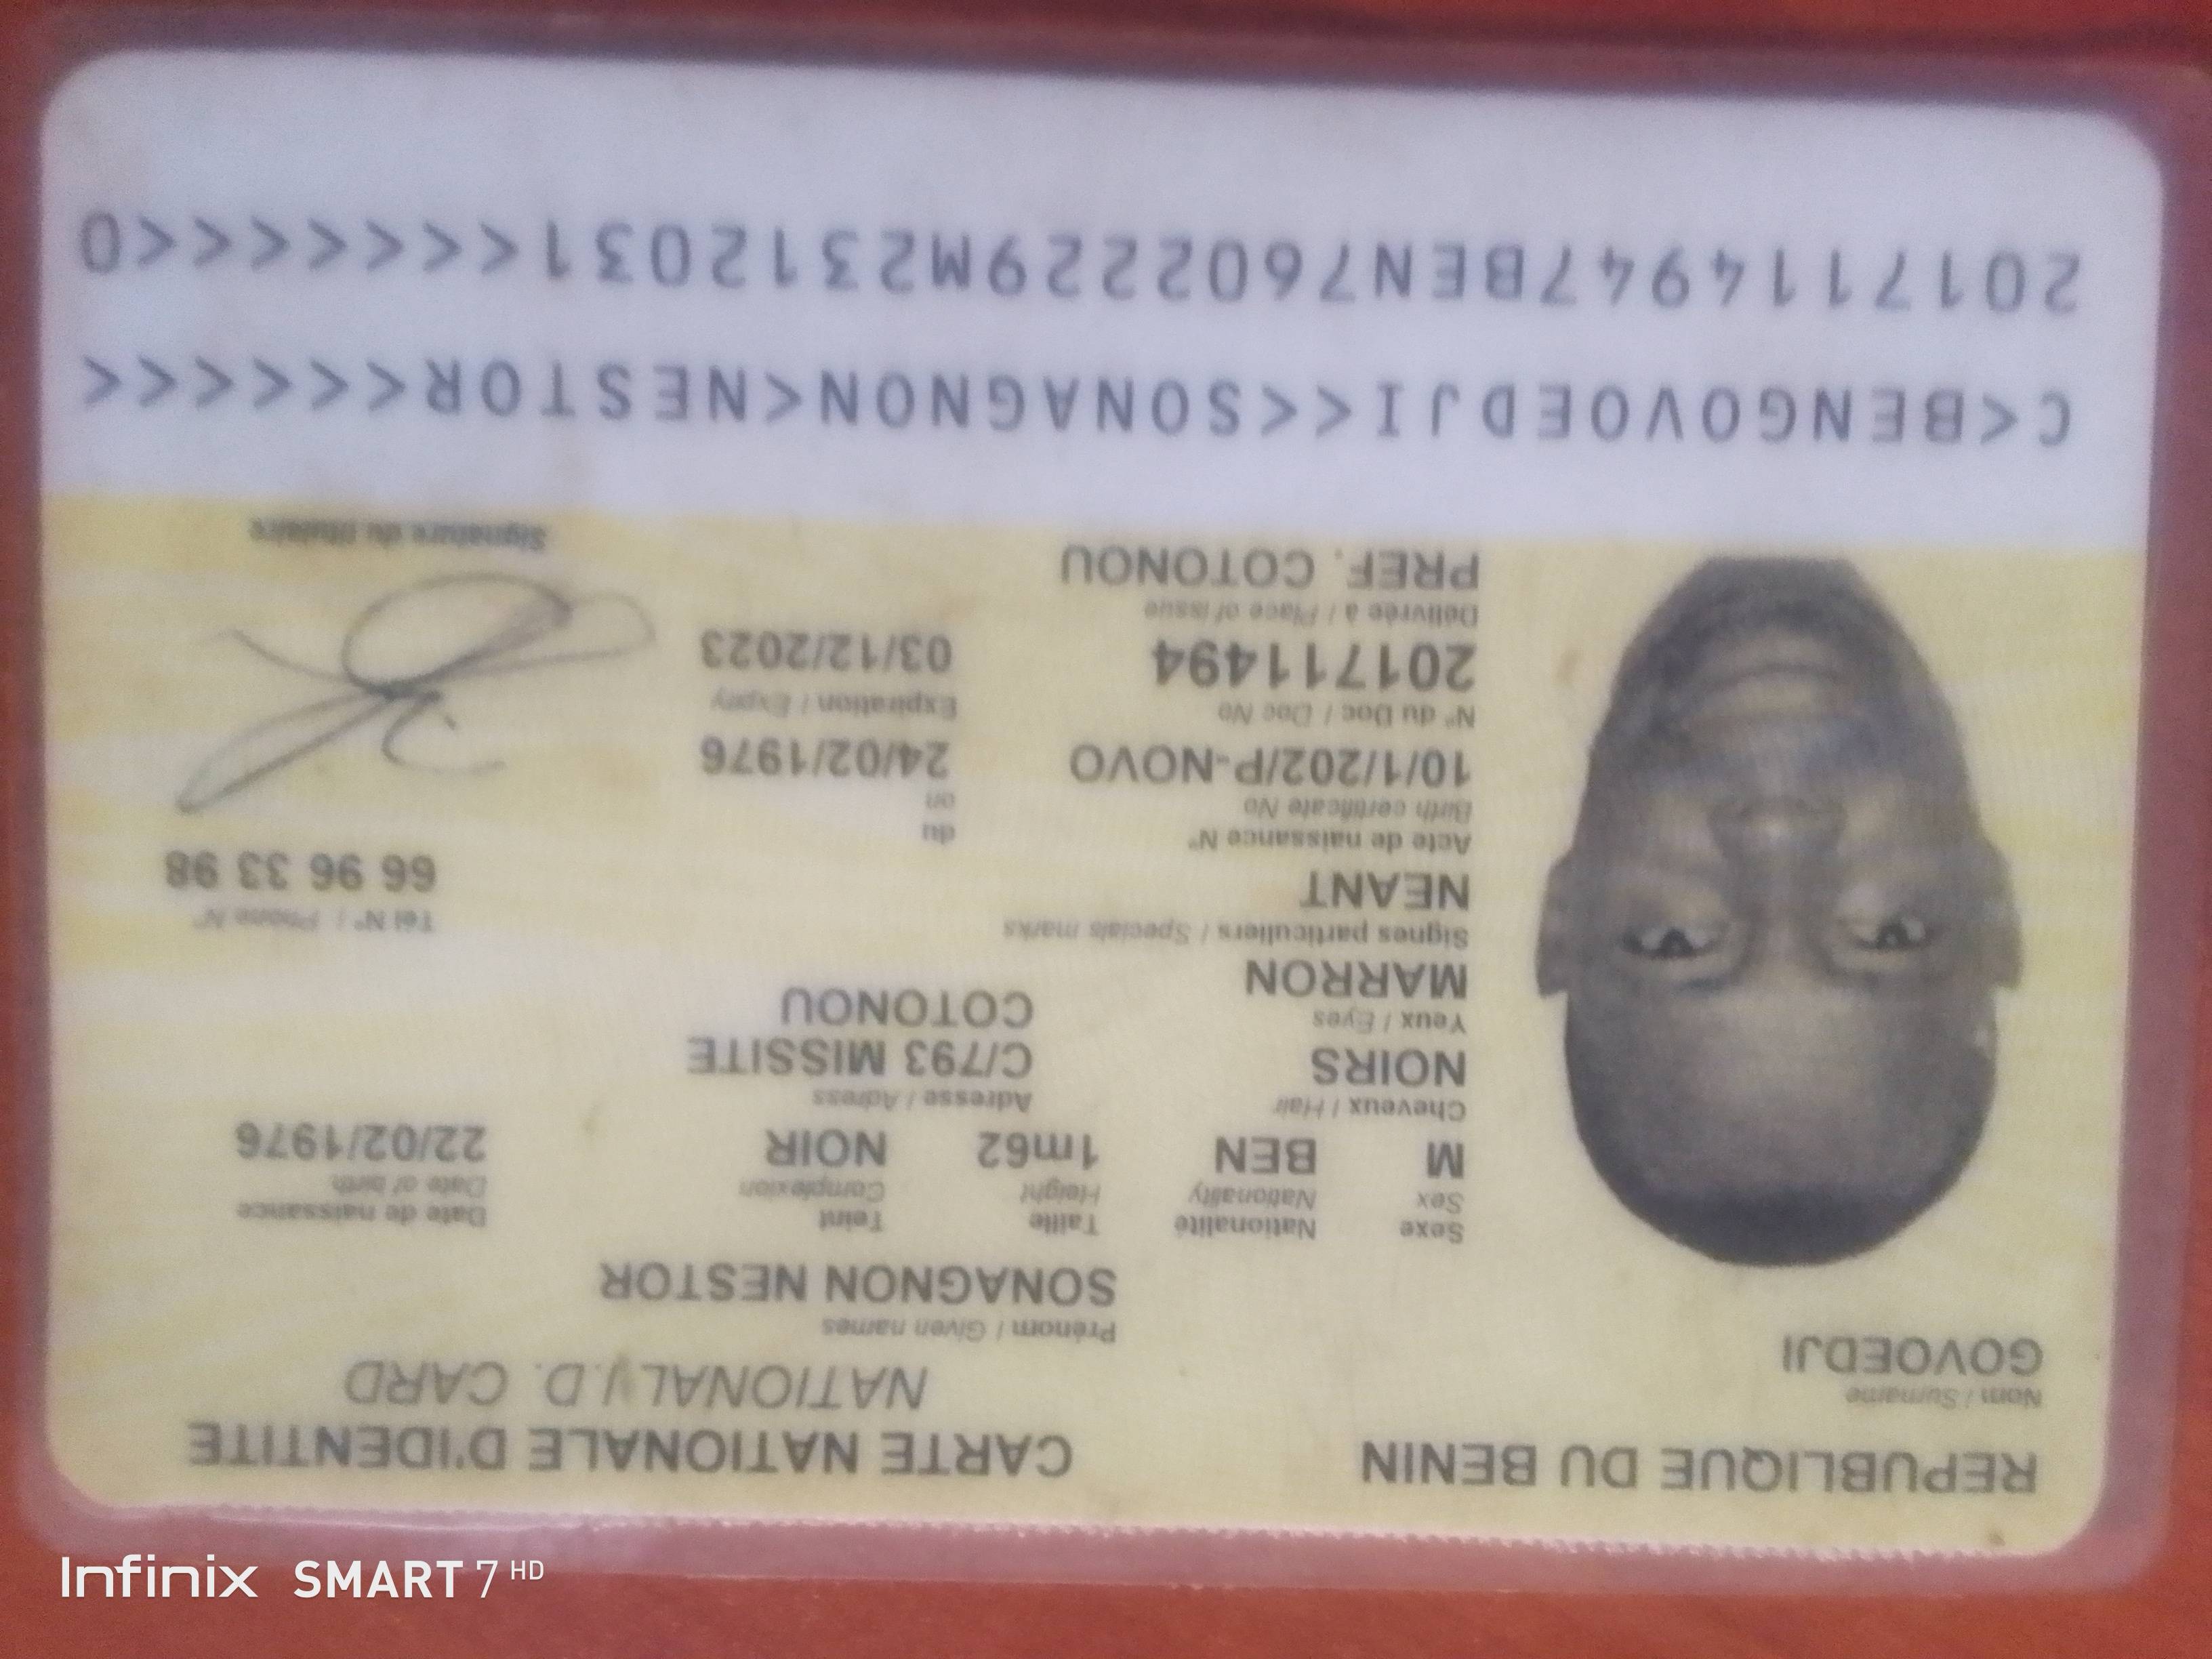 REPUBLIQUE DU BENIN
CARTE NATIONALE D'IDENTITE
NATIONAL I.D. CARD
Nom / Surname
GOVOEDJI
Prénom / Given names
SONAGNON NESTOR
Sexe
Sex
M
Nationalité
Nationality
BEN
Taille
Height
1m62
Teint
Complexion
NOIR
Date de naissance
Date of birth
22/02/1976
Cheveux / Hair
NOIRS
Adresse / Adress
C/793 MISSITE
COTONOU
Yeux / Eyes
MARRON
Signes particuliers / Specials marks
NEANT
Tél N° / Phone N°
66 96 33 98
Acte de naissance N°
Birth certificate No
10/1/202/P-NOVO
du
on
24/02/1976
N° du Doc / Doc No
201711494
Expiration / Expiry
03/12/2023
Délivrée à / Place of issue
PREF. COTONOU
Signature du titulaire
C<BENGOVOEDJI<<SONAGNON<NESTOR<<<<<<
2017114947BEN7602229M2312031<<<<<<<0
Infinix SMART 7 HD